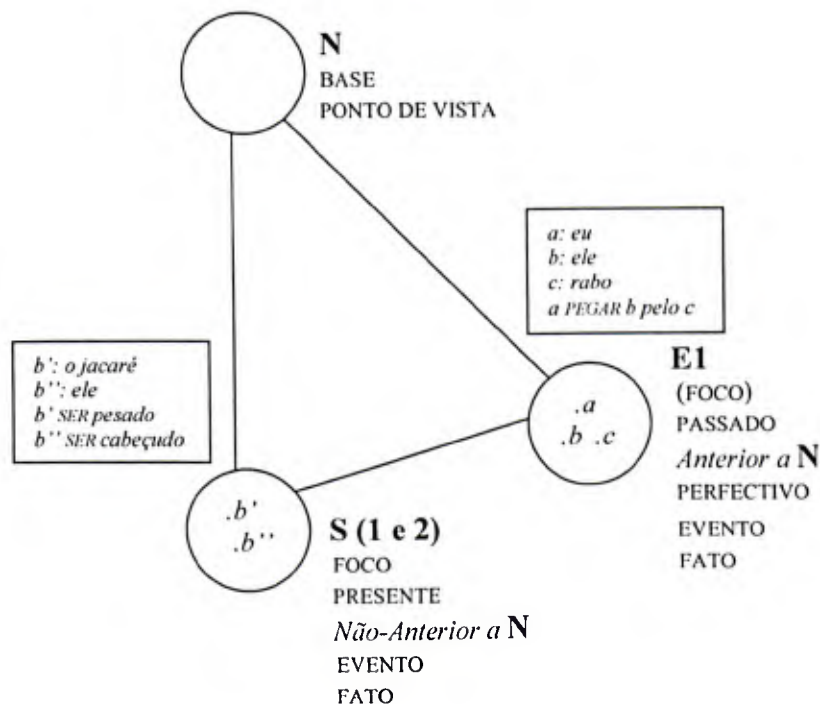 N
BASE
PONTO DE VISTA
a: eu
b: ele
c: rabo
a PEGAR b pelo c
b': o jacaré
b'': ele
b' SER pesado
b'' SER cabeçudo
E1
(FOCO)
PASSADO
Anterior a N
PERFECTIVO
EVENTO
FATO
.a
.b .c
.b'
.b''
S (1 e 2)
FOCO
PRESENTE
Não-Anterior a N
EVENTO
FATO